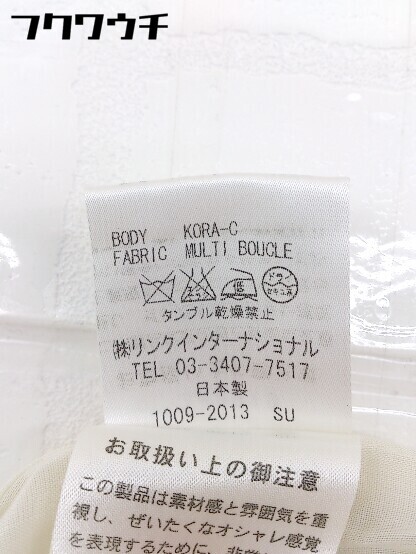 フクワウチ
BODY KORA-C
FABRIC MULTI BOUCLE
タンブル乾燥禁止
㈱リンクインターナショナル
TEL 03-3407-7517
日本製
1009-2013 SU
お取扱い上の御注意
この製品は素材感と雰囲気を重
視し、ぜいたくなオシャレ感覚
を表現するために、非常に